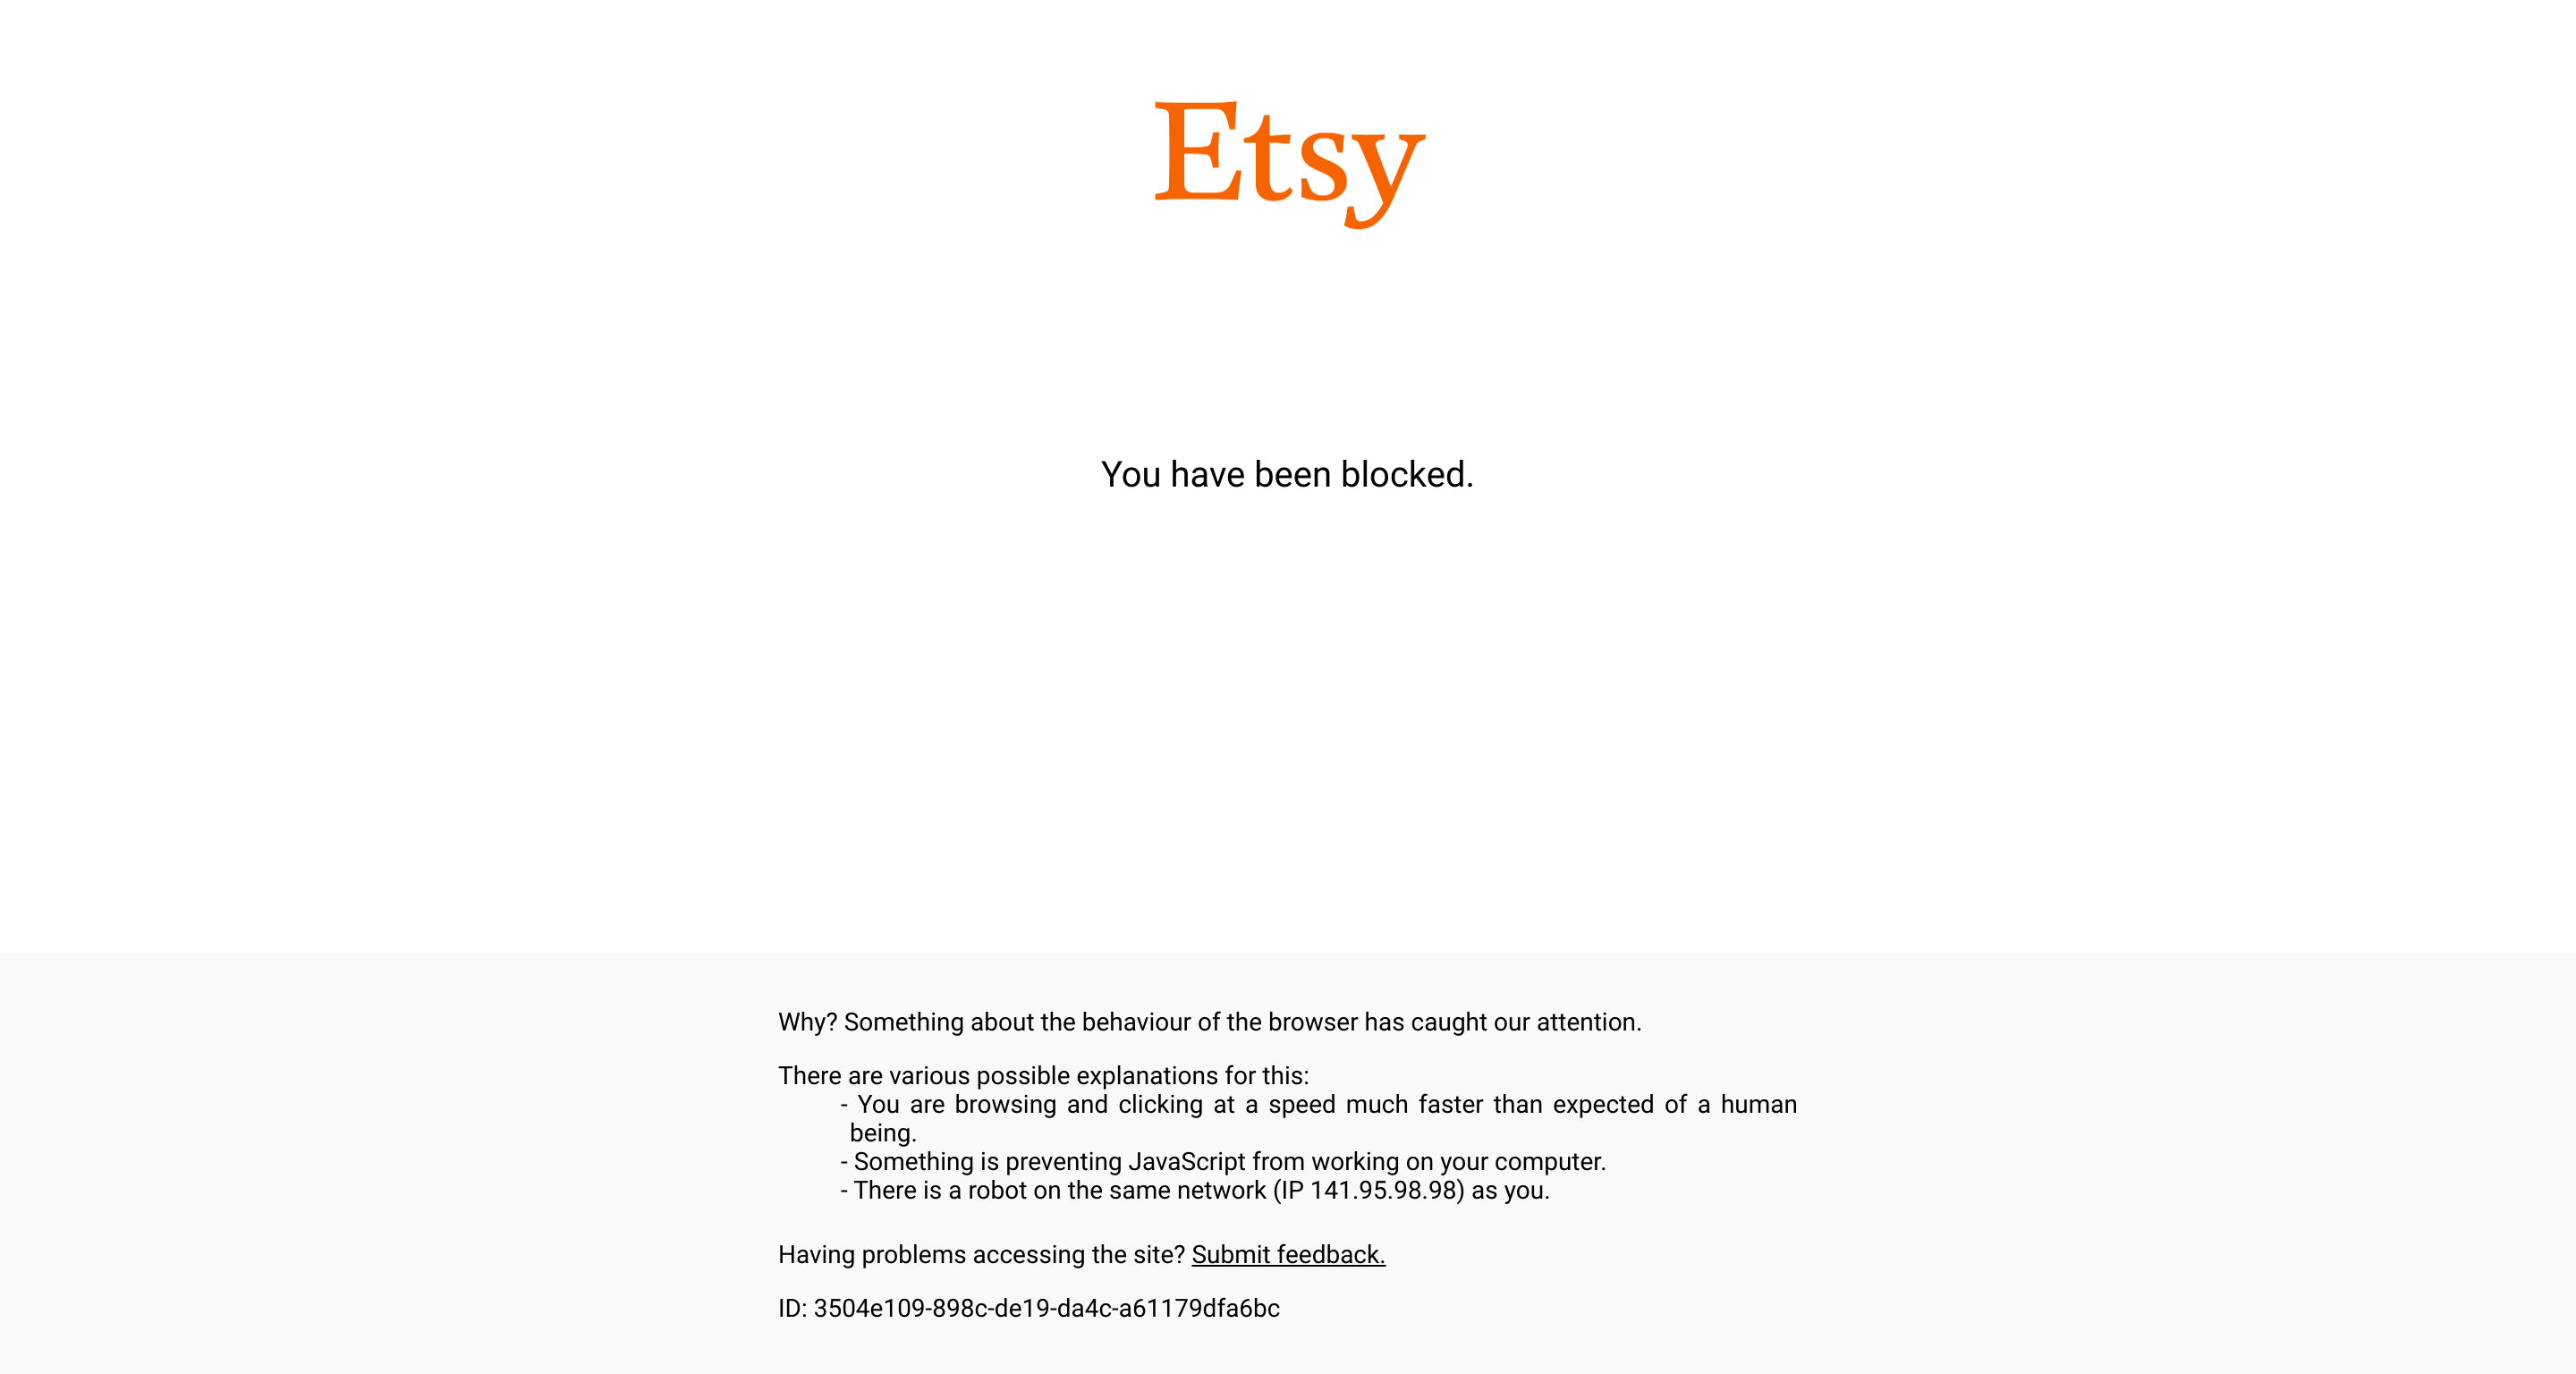 Etsy
You have been blocked.
Why? Something about the behaviour of the browser has caught our attention.
There are various possible explanations for this:
- You are browsing and clicking at a speed much faster than expected of a human
being.
- Something is preventing JavaScript from working on your computer.
- There is a robot on the same network (IP 141.95.98.98) as you.
Having problems accessing the site? Submit feedback.
ID: 3504e109-898c-de19-da4c-a61179dfa6bc